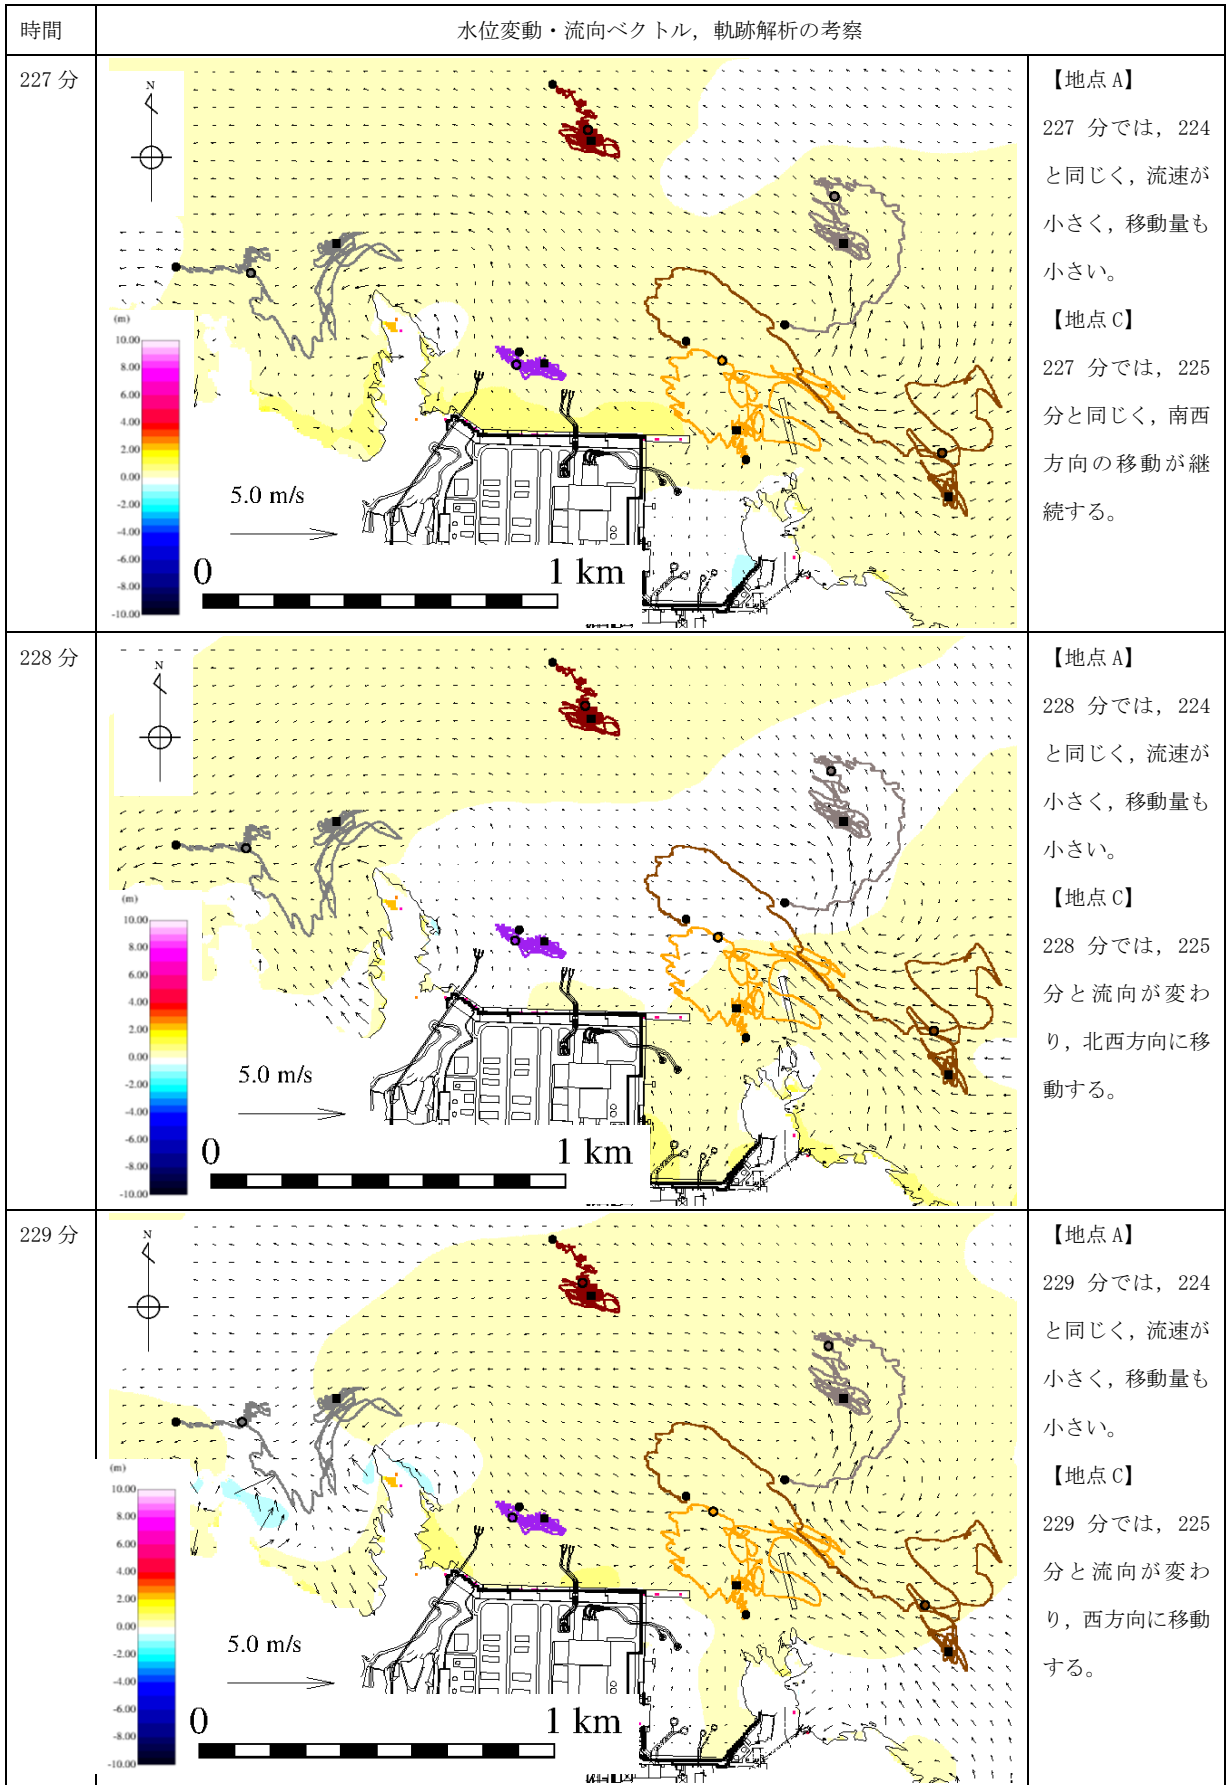 時間
水位変動・流向ベクトル，軌跡解析の考察
227 分
N
(m)
10.00
8.00
6.00
4.00
2.00
0.00
-2.00
-4.00
-6.00
-8.00
-10.00
5.0 m/s
0
1 km
【地点 A】
227 分では，224
と同じく，流速が
小さく，移動量も
小さい。
【地点 C】
227 分では，225
分と同じく，南西
方向の移動が継
続する。
228 分
N
(m)
10.00
8.00
6.00
4.00
2.00
0.00
-2.00
-4.00
-6.00
-8.00
-10.00
5.0 m/s
0
1 km
【地点 A】
228 分では，224
と同じく，流速が
小さく，移動量も
小さい。
【地点 C】
228 分では，225
分と流向が変わ
り，北西方向に移
動する。
229 分
N
(m)
10.00
8.00
6.00
4.00
2.00
0.00
-2.00
-4.00
-6.00
-8.00
-10.00
5.0 m/s
0
1 km
【地点 A】
229 分では，224
と同じく，流速が
小さく，移動量も
小さい。
【地点 C】
229 分では，225
分と流向が変わ
り，西方向に移動
する。